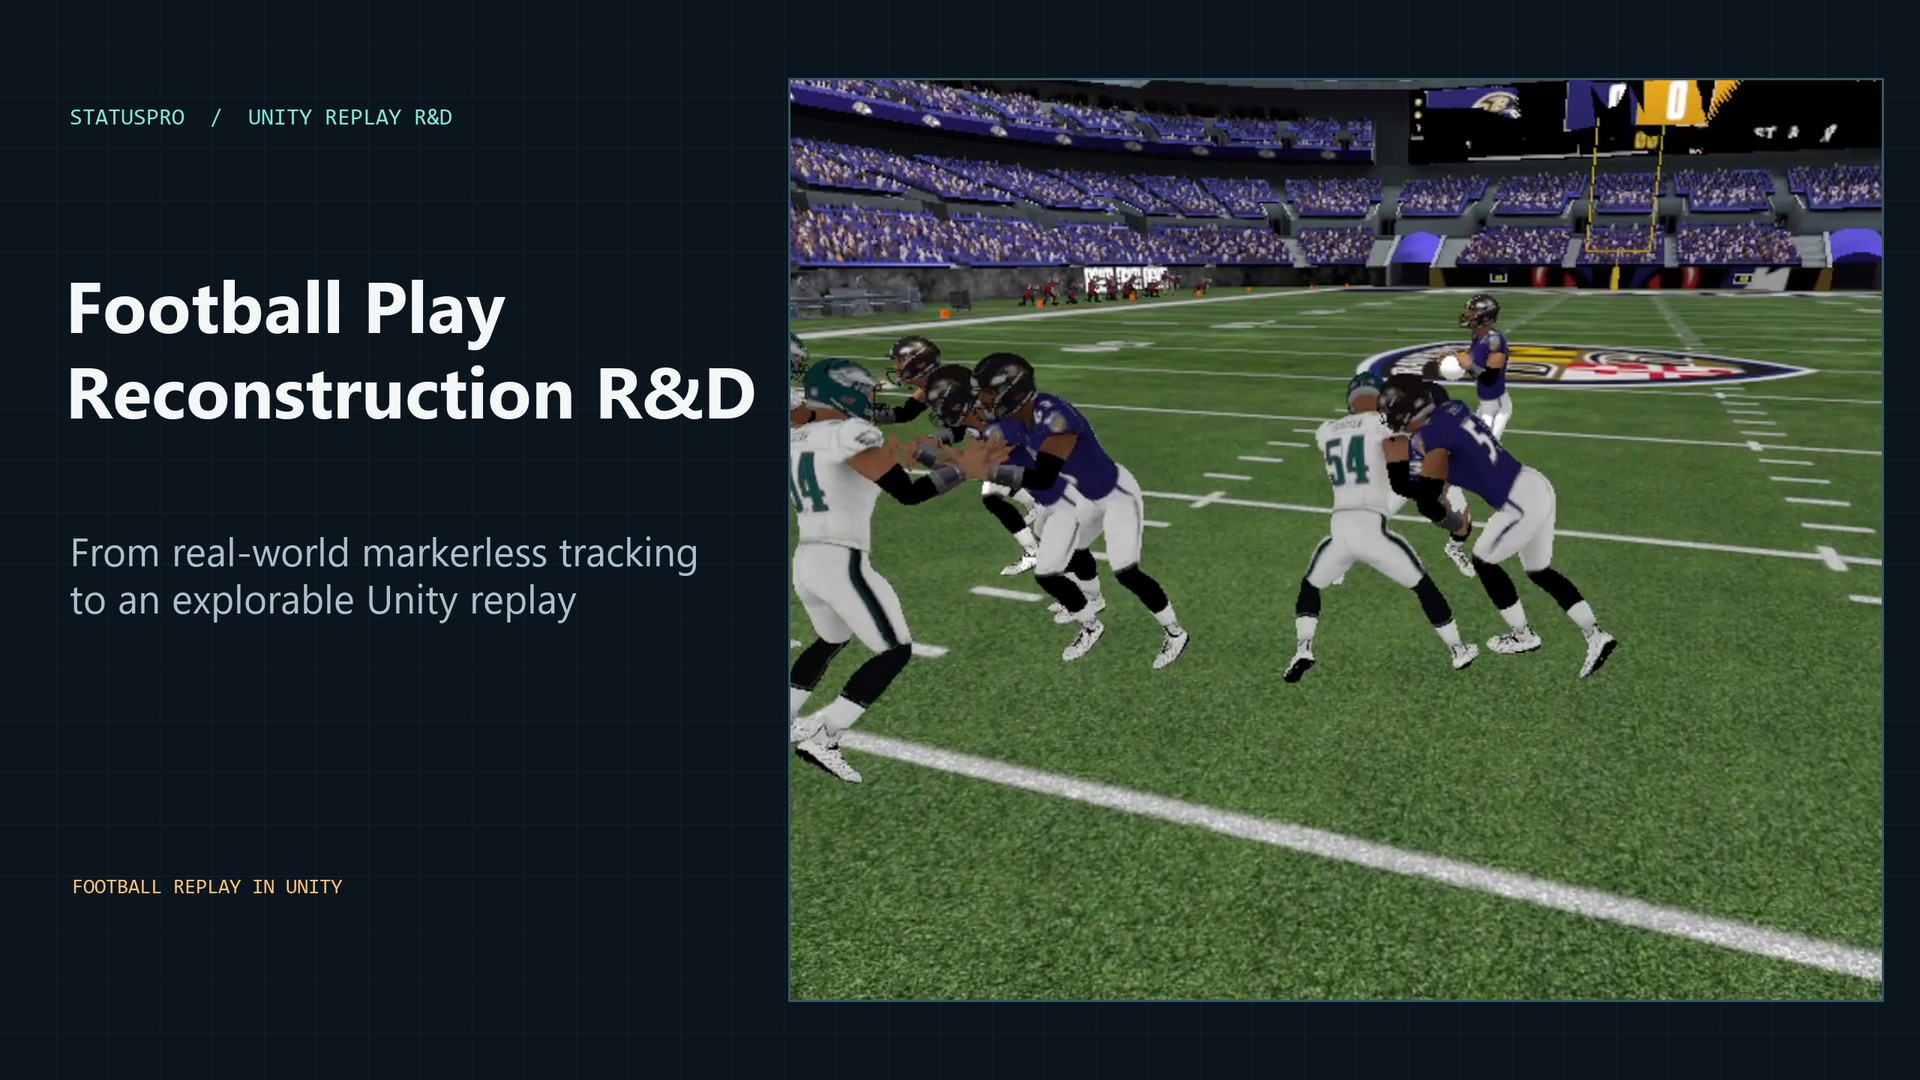 STATUSPRO / UNITY REPLAY R&D
Football Play
Reconstruction R&D
From real-world markerless tracking
to an explorable Unity replay
FOOTBALL REPLAY IN UNITY
0
54